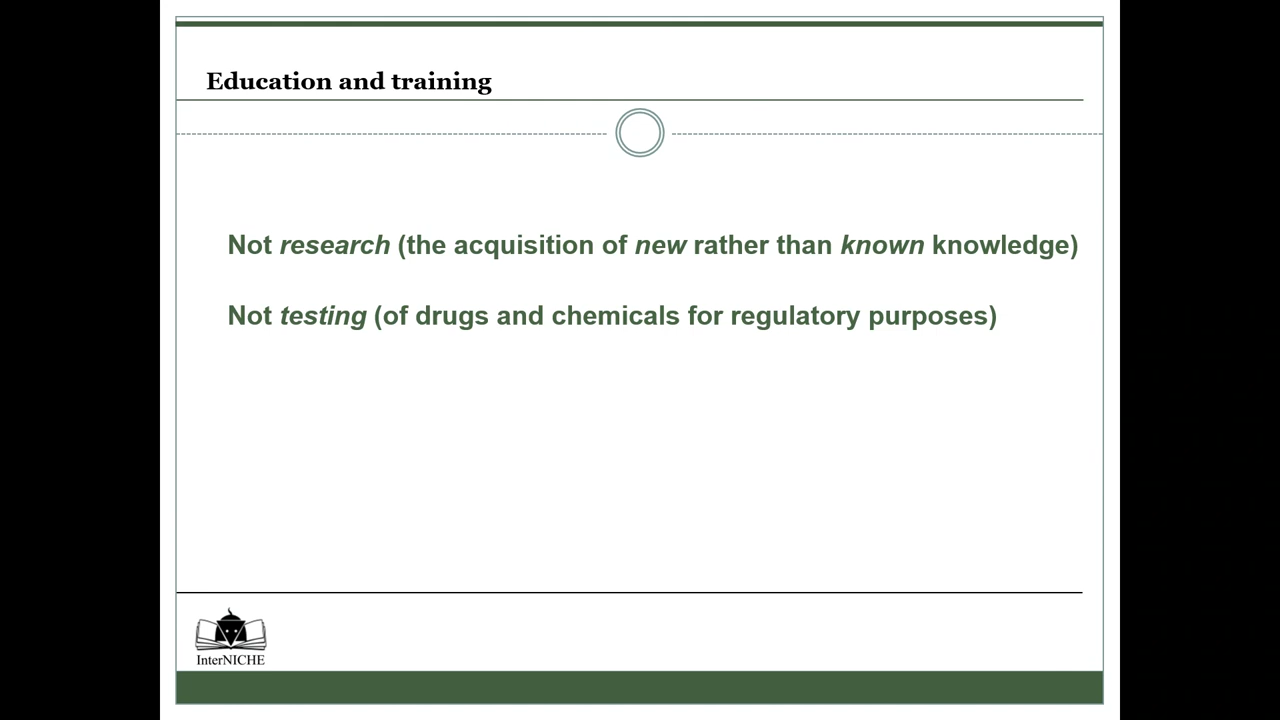 Education and training
Not research (the acquisition of new rather than known knowledge)
Not testing (of drugs and chemicals for regulatory purposes)
InterNICHE